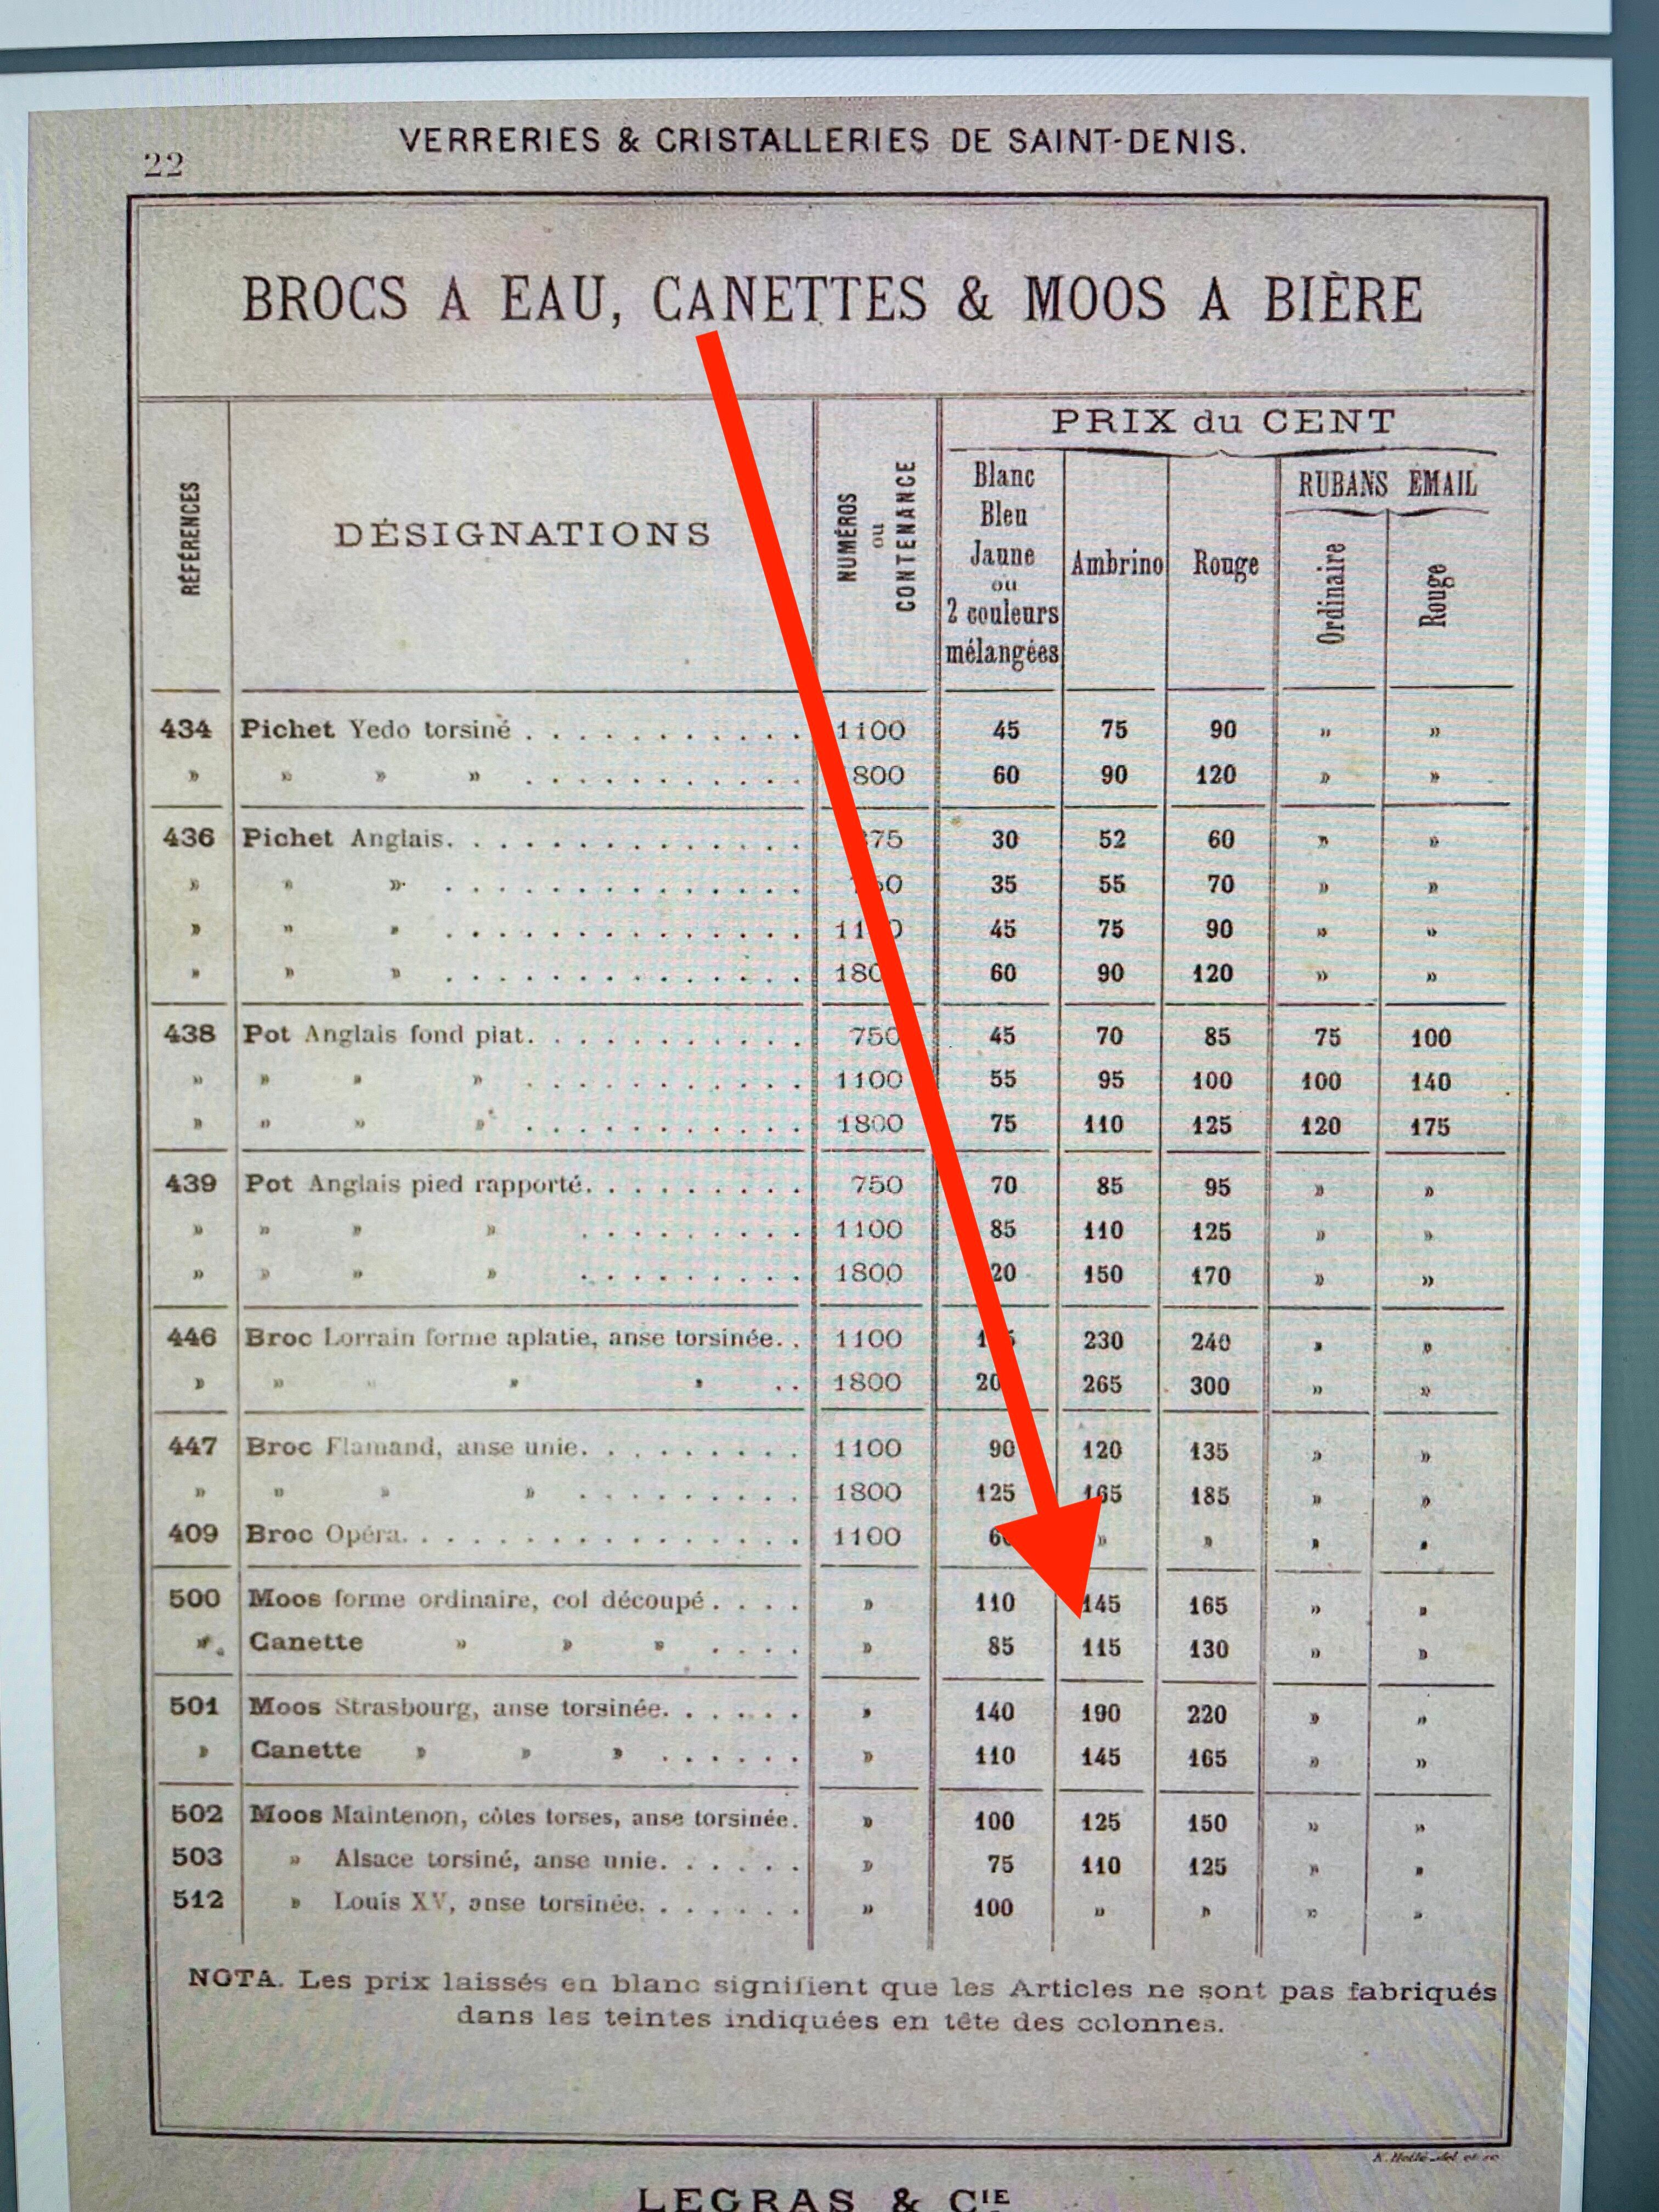 22
VERRERIES & CRISTALLERIES DE SAINT-DENIS.
BROCS A EAU, CANETTES & MOOS A BIÈRE
RÉFÉRENCES
DÉSIGNATIONS
NUMÉROS ou CONTENANCE
PRIX du CENT
Blanc
Bleu
Jaune
ou
2 couleurs
mélangées
Ambrino
Rouge
RUBANS ÉMAIL
Ordinaire
Rouge
434 Pichet Yedo torsiné . . . . . . . . . . . 1100 45 75 90 » »
» » » » . . . . . . . . . . . 800 60 90 120 » »
436 Pichet Anglais. . . . . . . . . . . . . . 30 52 60 » »
» » » . . . . . . . . . . . . . . 35 55 70 » »
» » » . . . . . . . . . . . . . . 45 75 90 » »
» » » . . . . . . . . . . . . . . 60 90 120 » »
438 Pot Anglais fond plat. . . . . . . . . . . 750 45 70 85 75 100
» » » » . . . . . . . . . . . 1100 55 95 100 100 140
» » » » . . . . . . . . . . . 1800 75 110 125 120 175
439 Pot Anglais pied rapporté. . . . . . . . . 750 70 85 95 » »
» » » » . . . . . . . . . 1100 85 110 125 » »
» » » » . . . . . . . . . 1800 150 170 » »
446 Broc Lorrain forme aplatie, anse torsinée. . 1100 230 240 » »
» » » » » . . 1800 265 300 » »
447 Broc Flamand, anse unie. . . . . . . . . 1100 90 120 135 » »
» » » » . . . . . . . . . 1800 125 165 185 » »
409 Broc Opéra. . . . . . . . . . . . . . . . 1100 » » » »
500 Moos forme ordinaire, col découpé . . . . » 110 145 165 » »
» Canette » » » . . . . » 85 115 130 » »
501 Moos Strasbourg, anse torsinée. . . . . . » 140 190 220 » »
» Canette » » » . . . . . . » 110 145 165 » »
502 Moos Maintenon, côtes torses, anse torsinée. » 100 125 150 » »
503 » Alsace torsiné, anse unie. . . . . . » 75 110 125 » »
512 » Louis XV, anse torsinée. . . . . . . » 100 » » » »
NOTA. Les prix laissés en blanc signifient que les Articles ne sont pas fabriqués
dans les teintes indiquées en tête des colonnes.
LEGRAS & CIE